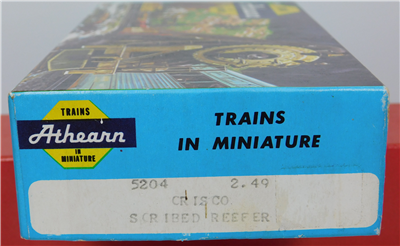 TRAINS
Athearn
IN
MINIATURE
TRAINS
IN MINIATURE
5204 2.49
CRISCO
SCRIBED REEFER